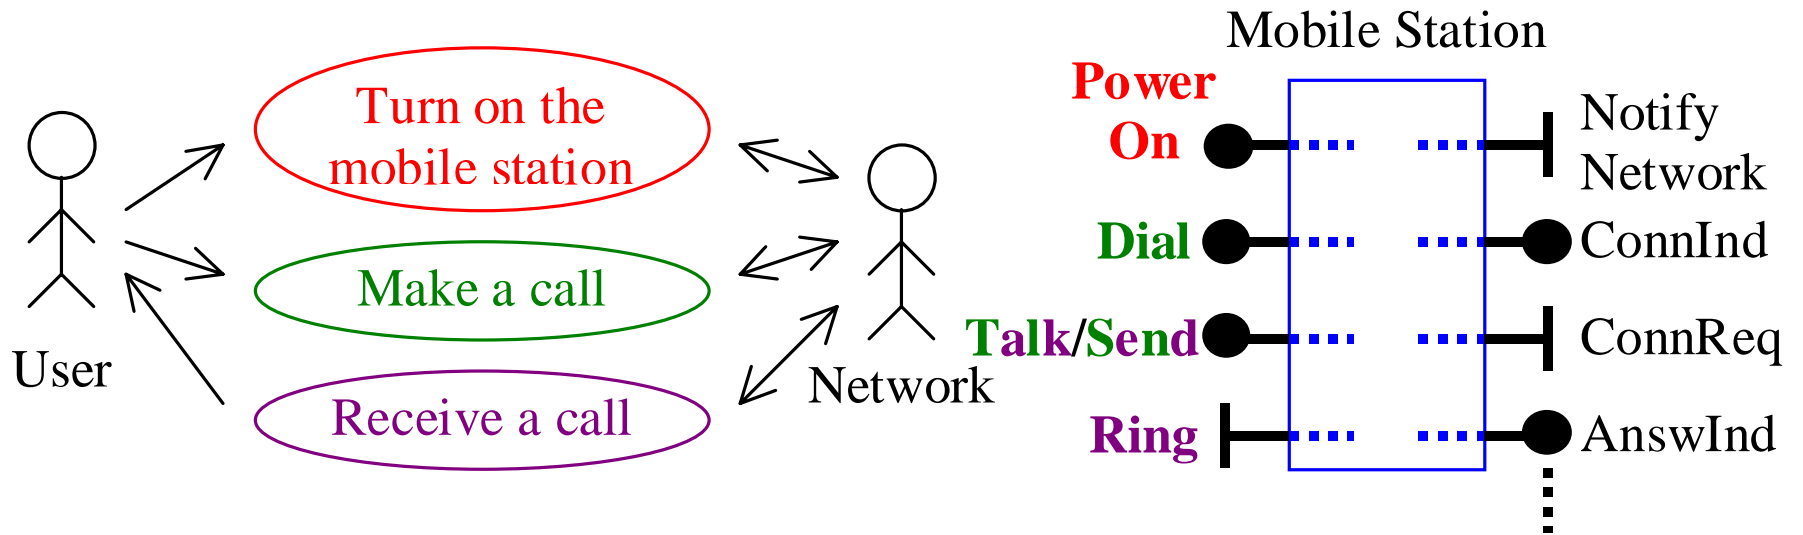 Turn on the
mobile station
Make a call
Receive a call
User
Network
Mobile Station
Power
On
Dial
Talk/Send
Ring
Notify
Network
ConnInd
ConnReq
AnswInd